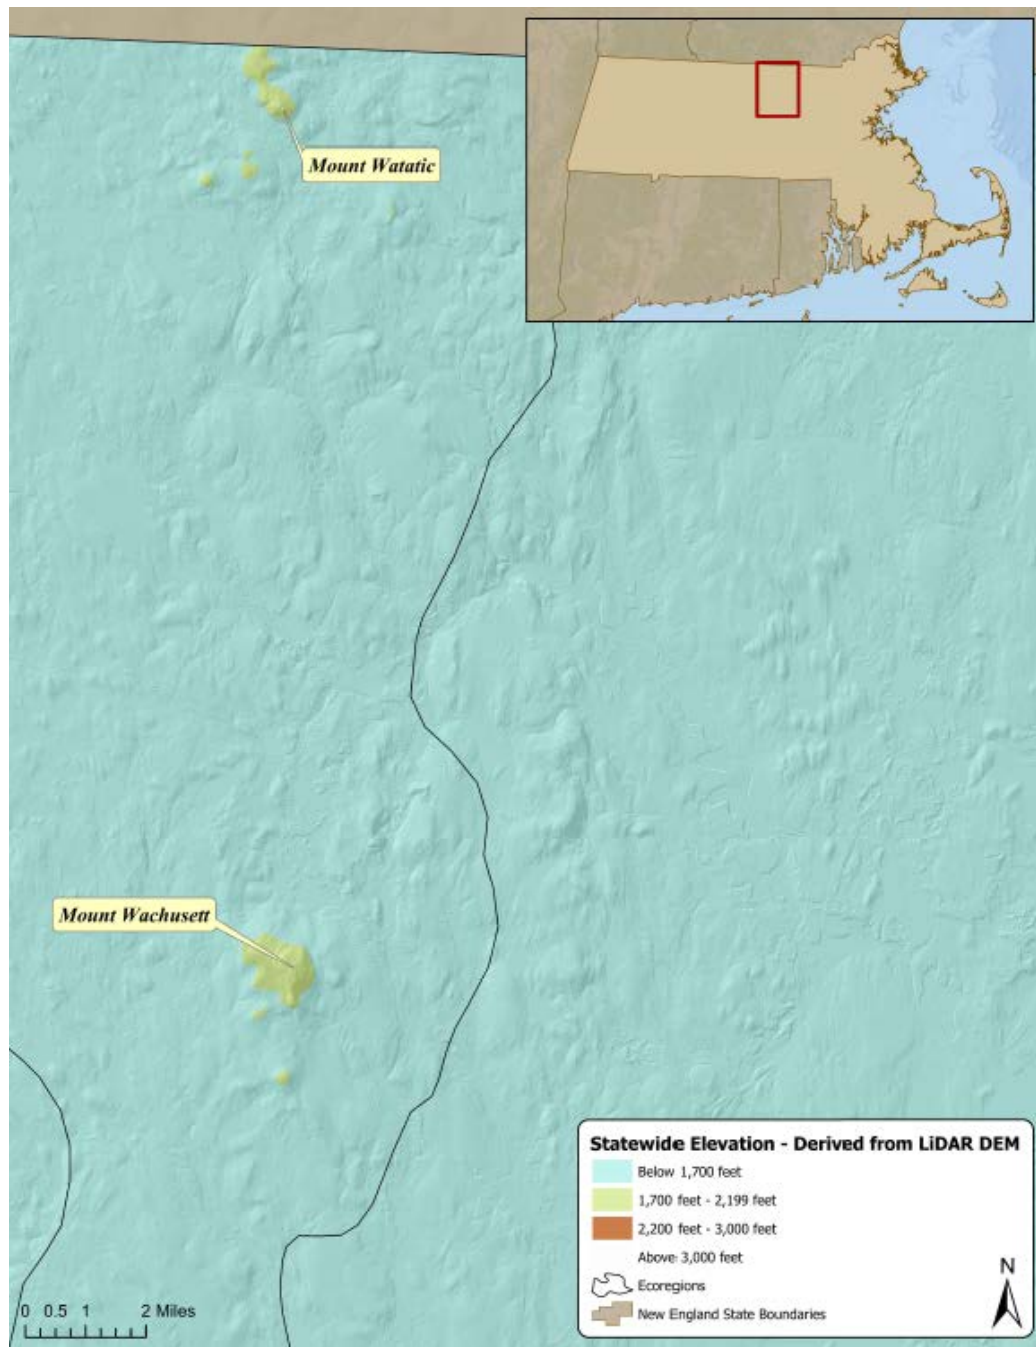 Mount Watatic
Mount Wachusett
Statewide Elevation - Derived from LiDAR DEM
Below 1,700 feet
1,700 feet - 2,199 feet
2,200 feet - 3,000 feet
Above 3,000 feet
Ecoregions
New England State Boundaries
N
0 0.5 1 2 Miles